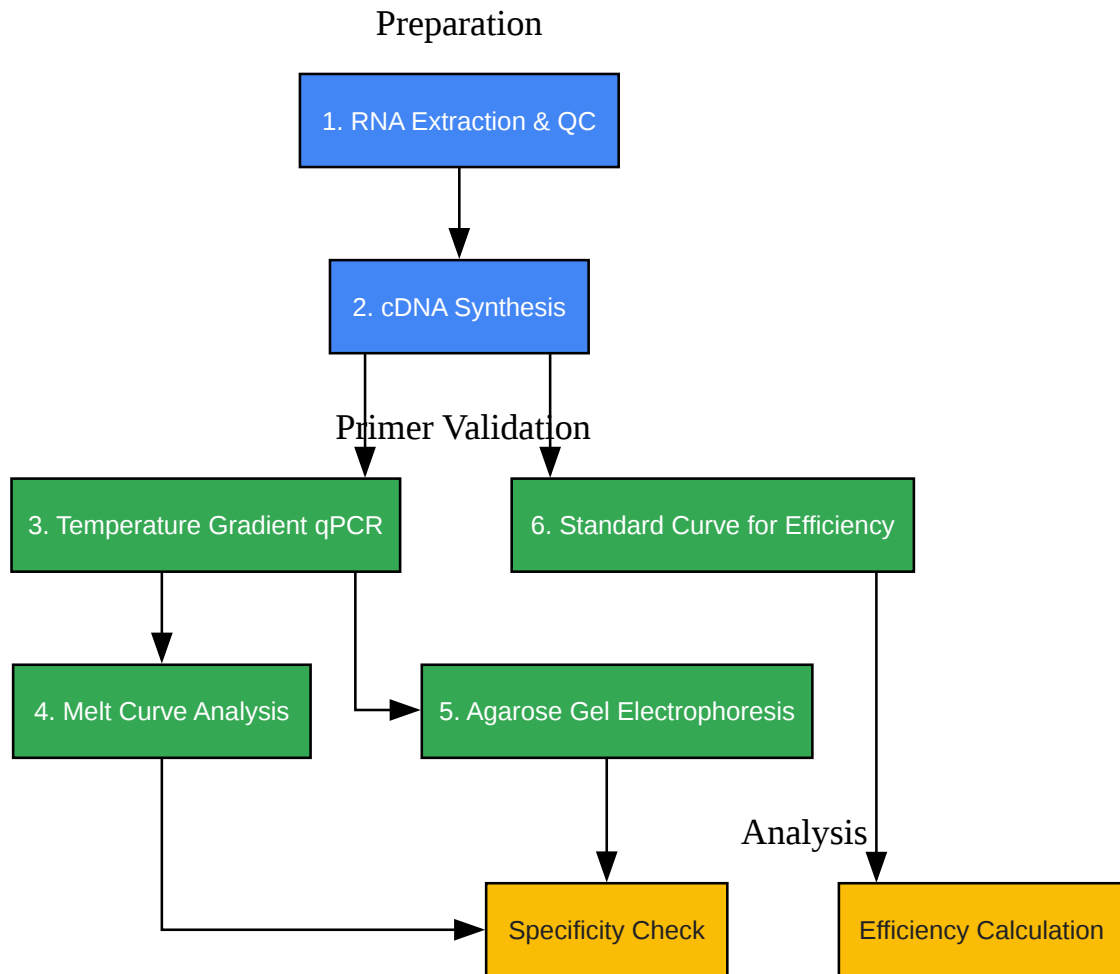 Preparation
1. RNA Extraction & QC
2. cDNA Synthesis
Primer Validation
3. Temperature Gradient qPCR
6. Standard Curve for Efficiency
4. Melt Curve Analysis
5. Agarose Gel Electrophoresis
Analysis
Specificity Check
Efficiency Calculation